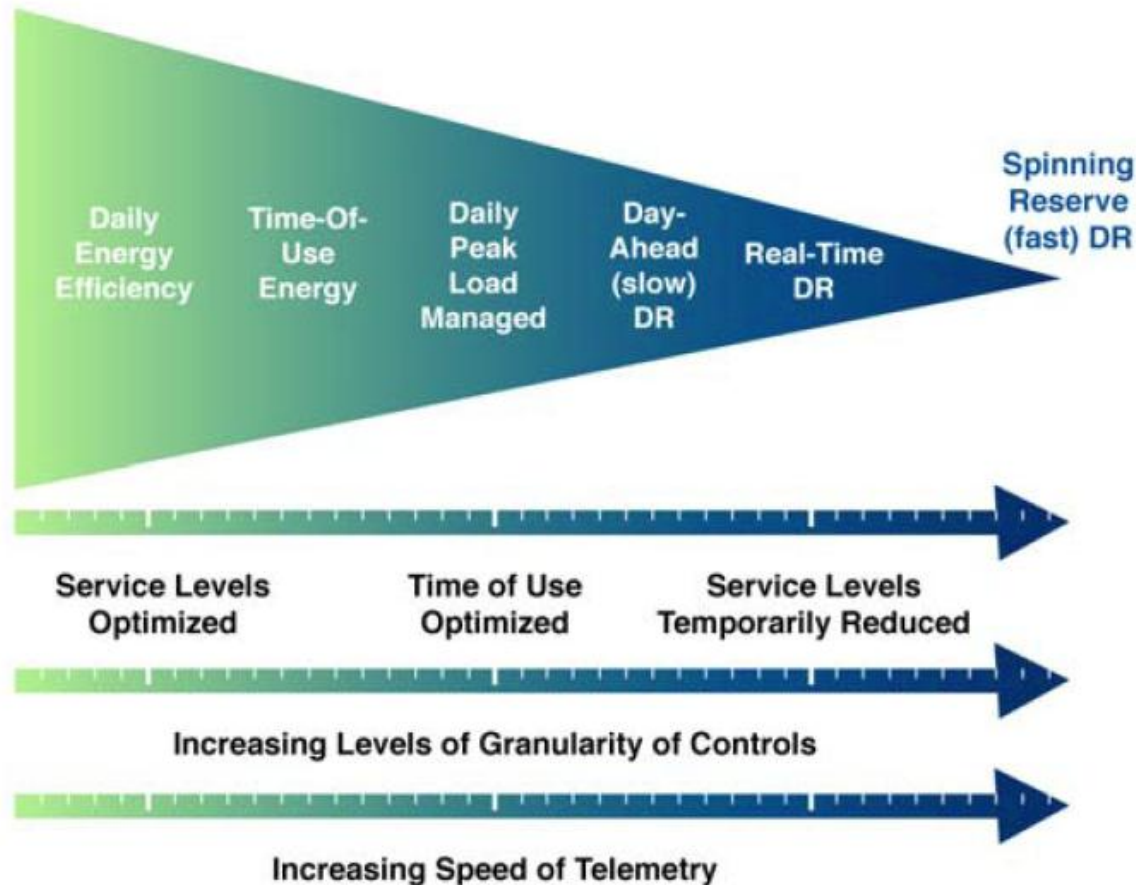 Daily
Energy
Efficiency
Time-Of-
Use
Energy
Daily
Peak
Load
Managed
Day-
Ahead
(slow)
DR
Real-Time
DR
Spinning
Reserve
(fast) DR
Service Levels
Optimized
Time of Use
Optimized
Service Levels
Temporarily Reduced
Increasing Levels of Granularity of Controls
Increasing Speed of Telemetry